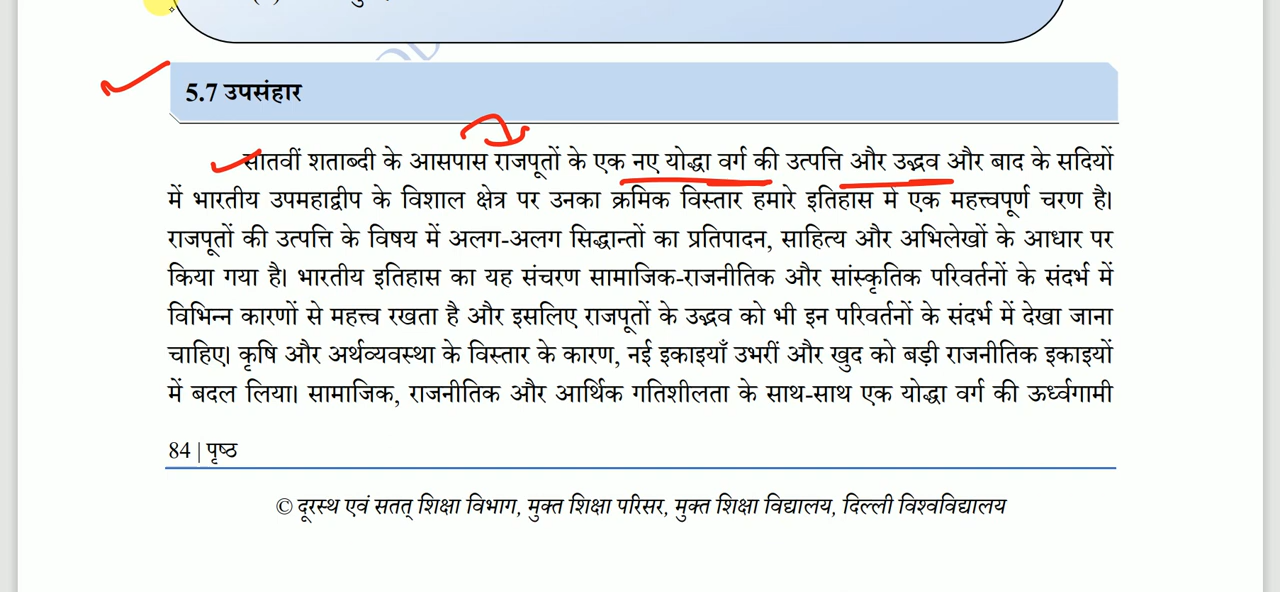 5.7 उपसंहार
सातवीं शताब्दी के आसपास राजपूतों के एक नए योद्धा वर्ग की उत्पत्ति और उद्भव और बाद के सदियों
में भारतीय उपमहाद्वीप के विशाल क्षेत्र पर उनका क्रमिक विस्तार हमारे इतिहास मे एक महत्त्वपूर्ण चरण है।
राजपूतों की उत्पत्ति के विषय में अलग-अलग सिद्धान्तों का प्रतिपादन, साहित्य और अभिलेखों के आधार पर
किया गया है। भारतीय इतिहास का यह संचरण सामाजिक-राजनीतिक और सांस्कृतिक परिवर्तनों के संदर्भ में
विभिन्न कारणों से महत्त्व रखता है और इसलिए राजपूतों के उद्भव को भी इन परिवर्तनों के संदर्भ में देखा जाना
चाहिए। कृषि और अर्थव्यवस्था के विस्तार के कारण, नई इकाइयाँ उभरीं और खुद को बड़ी राजनीतिक इकाइयों
में बदल लिया। सामाजिक, राजनीतिक और आर्थिक गतिशीलता के साथ-साथ एक योद्धा वर्ग की ऊर्ध्वगामी
84 | पृष्ठ
© दूरस्थ एवं सतत् शिक्षा विभाग, मुक्त शिक्षा परिसर, मुक्त शिक्षा विद्यालय, दिल्ली विश्वविद्यालय